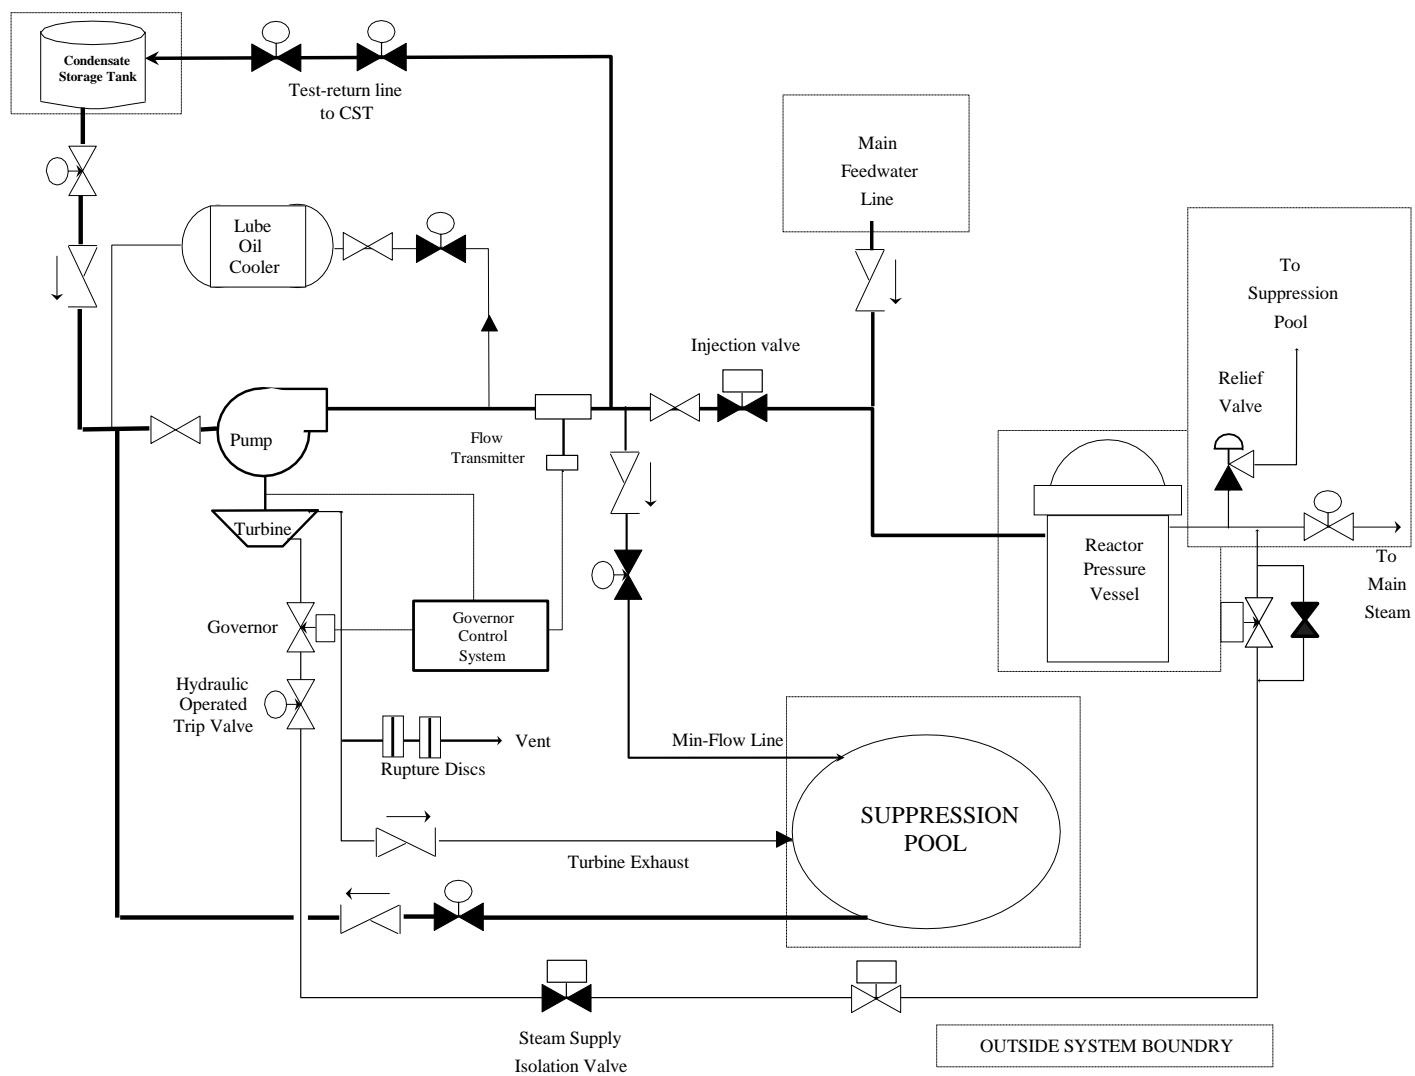 Condensate
Storage Tank
Test-return line
to CST
Main
Feedwater
Line
Lube
Oil
Cooler
To
Suppression
Pool
Injection valve
Relief
Valve
Pump
Flow
Transmitter
Turbine
Reactor
Pressure
Vessel
To
Main
Steam
Governor
Governor
Control
System
Hydraulic
Operated
Trip Valve
Vent
Rupture Discs
Min-Flow Line
SUPPRESSION
POOL
Turbine Exhaust
Steam Supply
Isolation Valve
OUTSIDE SYSTEM BOUNDRY